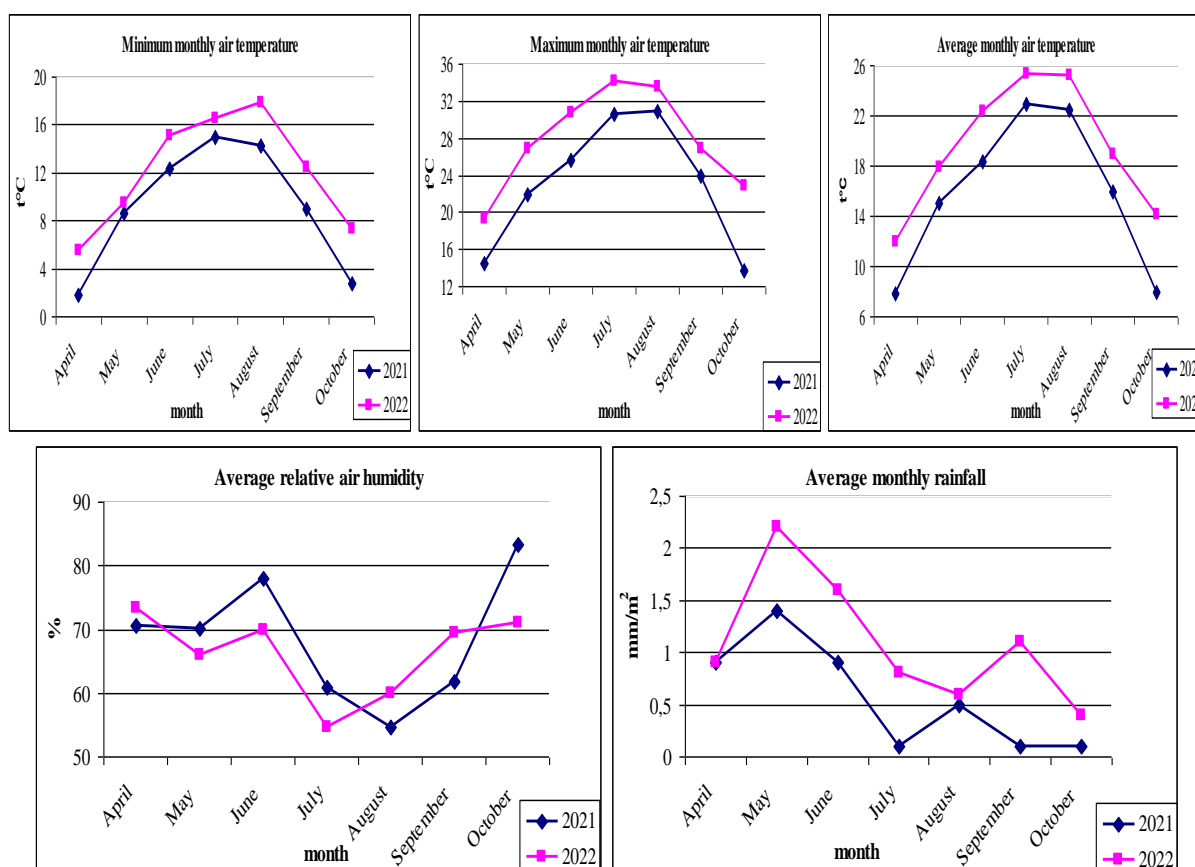 Minimum monthly air temperature
20
16
12
8
4
0
t°C
April
May
June
July
August
September
October
month
2021
2022
Maximum monthly air temperature
36
32
28
24
20
16
12
t°C
April
May
June
July
August
September
October
month
2021
2022
Average monthly air temperature
26
22
18
14
10
6
t°C
April
May
June
July
August
September
October
month
202
202
Average relative air humidity
90
80
70
60
50
%
April
May
June
July
August
September
October
month
2021
2022
Average monthly rainfall
2,5
2
1,5
1
0,5
0
mm/m²
April
May
June
July
August
September
October
month
2021
2022